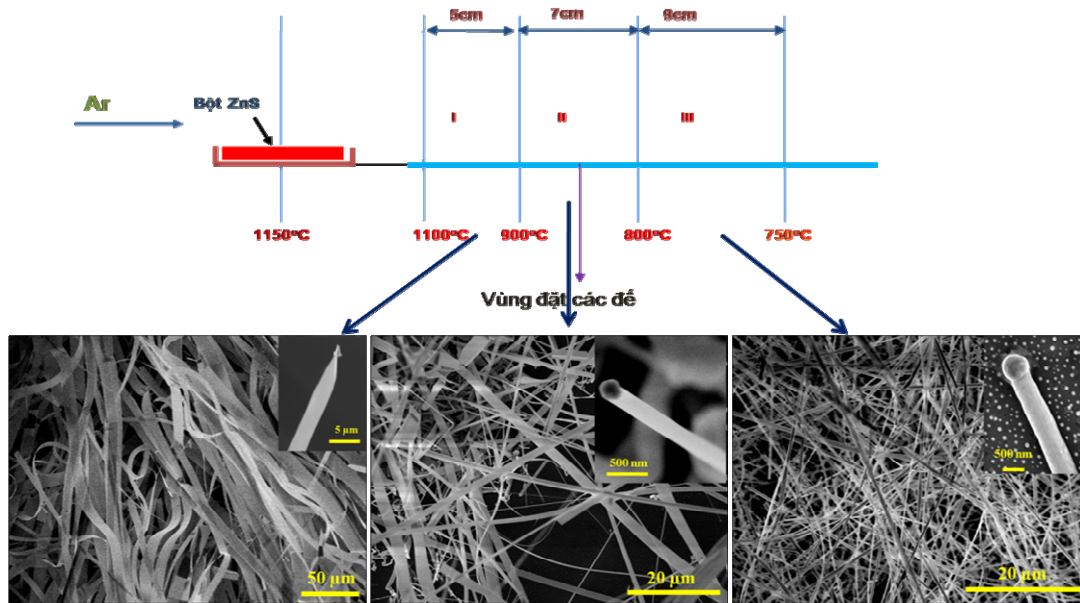 5cm
7cm
9cm
Ar
Bột ZnS
I
II
III
1150°C
1100°C
900°C
800°C
750°C
Vùng đặt các đế
5 μm
50 μm
500 nm
20 μm
500 nm
20 μm